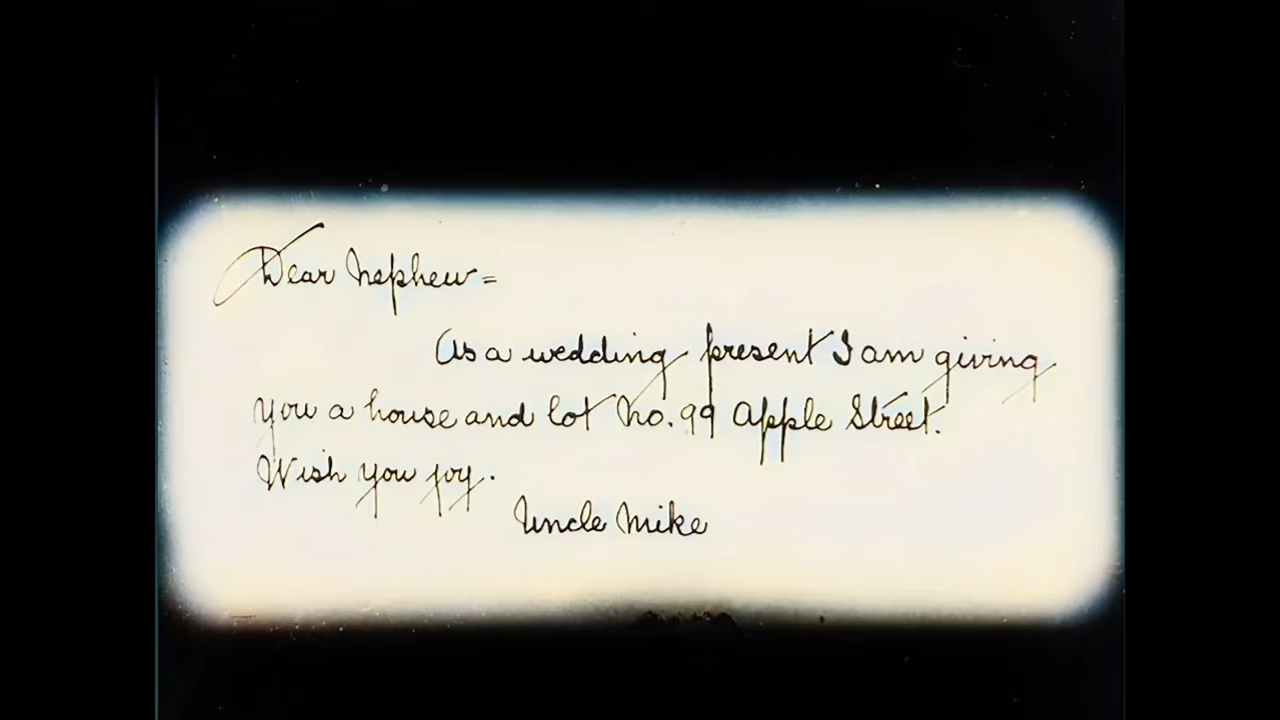 Dear Nephew=
As a wedding present I am giving
you a house and lot No. 99 Apple Street.
Wish you joy.
Uncle Mike